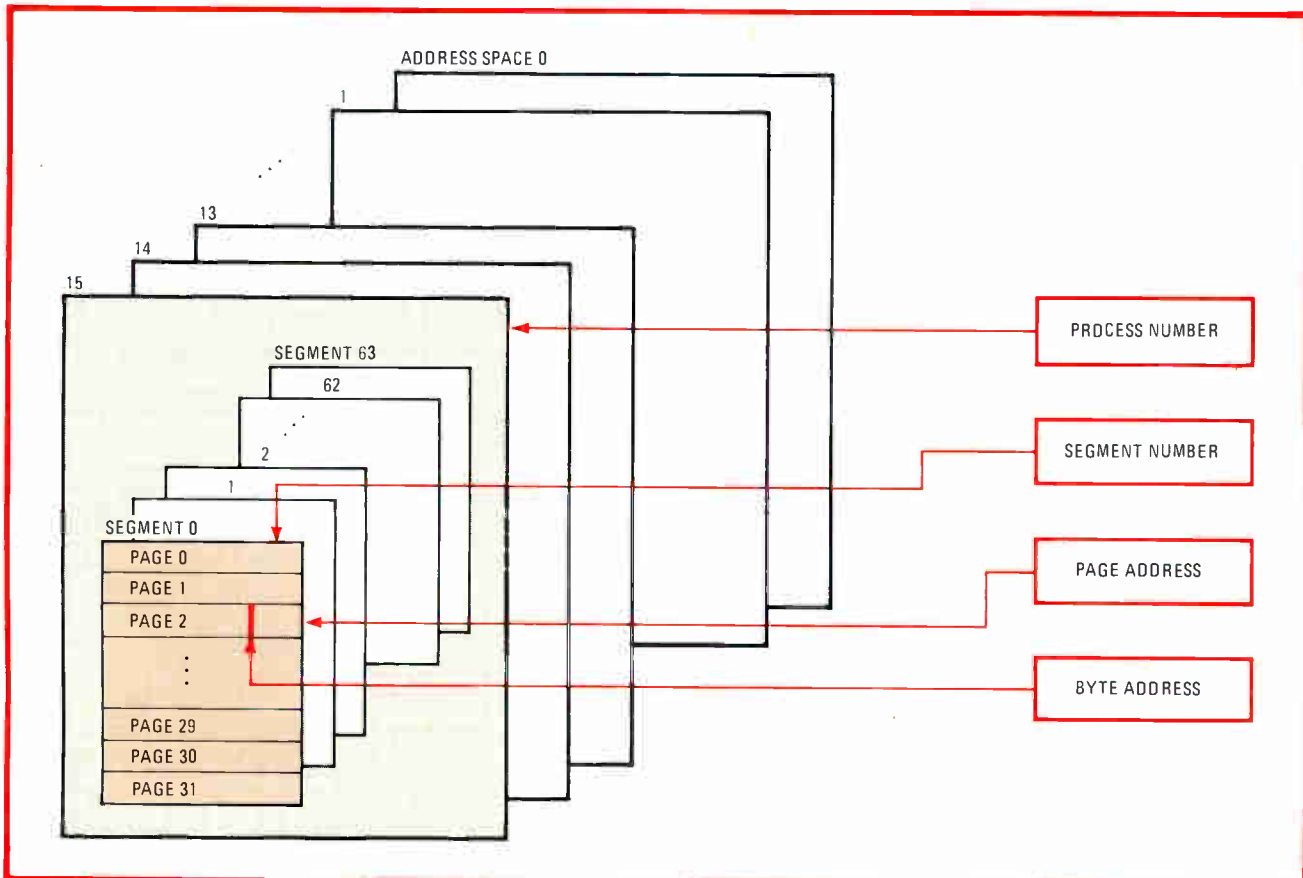 ADDRESS SPACE 0
1
13
14
15
PROCESS NUMBER
SEGMENT 63
62
SEGMENT NUMBER
2
1
SEGMENT 0
PAGE 0
PAGE 1
PAGE 2
PAGE ADDRESS
BYTE ADDRESS
PAGE 29
PAGE 30
PAGE 31